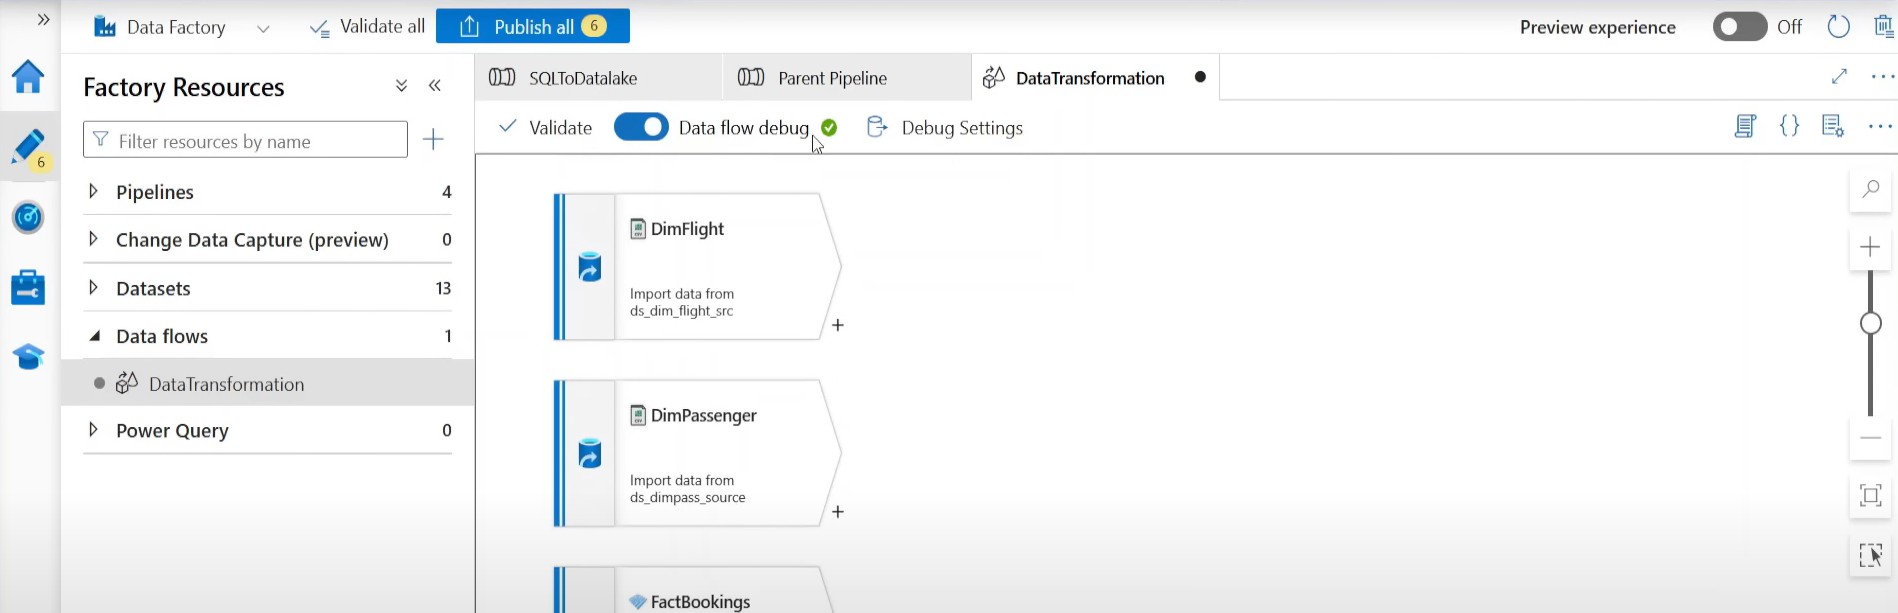 Data Factory
Validate all
Publish all 6
Preview experience
Off
Factory Resources
SQLToDatalake
Parent Pipeline
DataTransformation
Validate
Data flow debug
Debug Settings
Filter resources by name
6
Pipelines 4
Change Data Capture (preview) 0
Datasets 13
Data flows 1
DataTransformation
Power Query 0
DimFlight
Import data from
ds_dim_flight_src
DimPassenger
Import data from
ds_dimpass_source
FactBookings